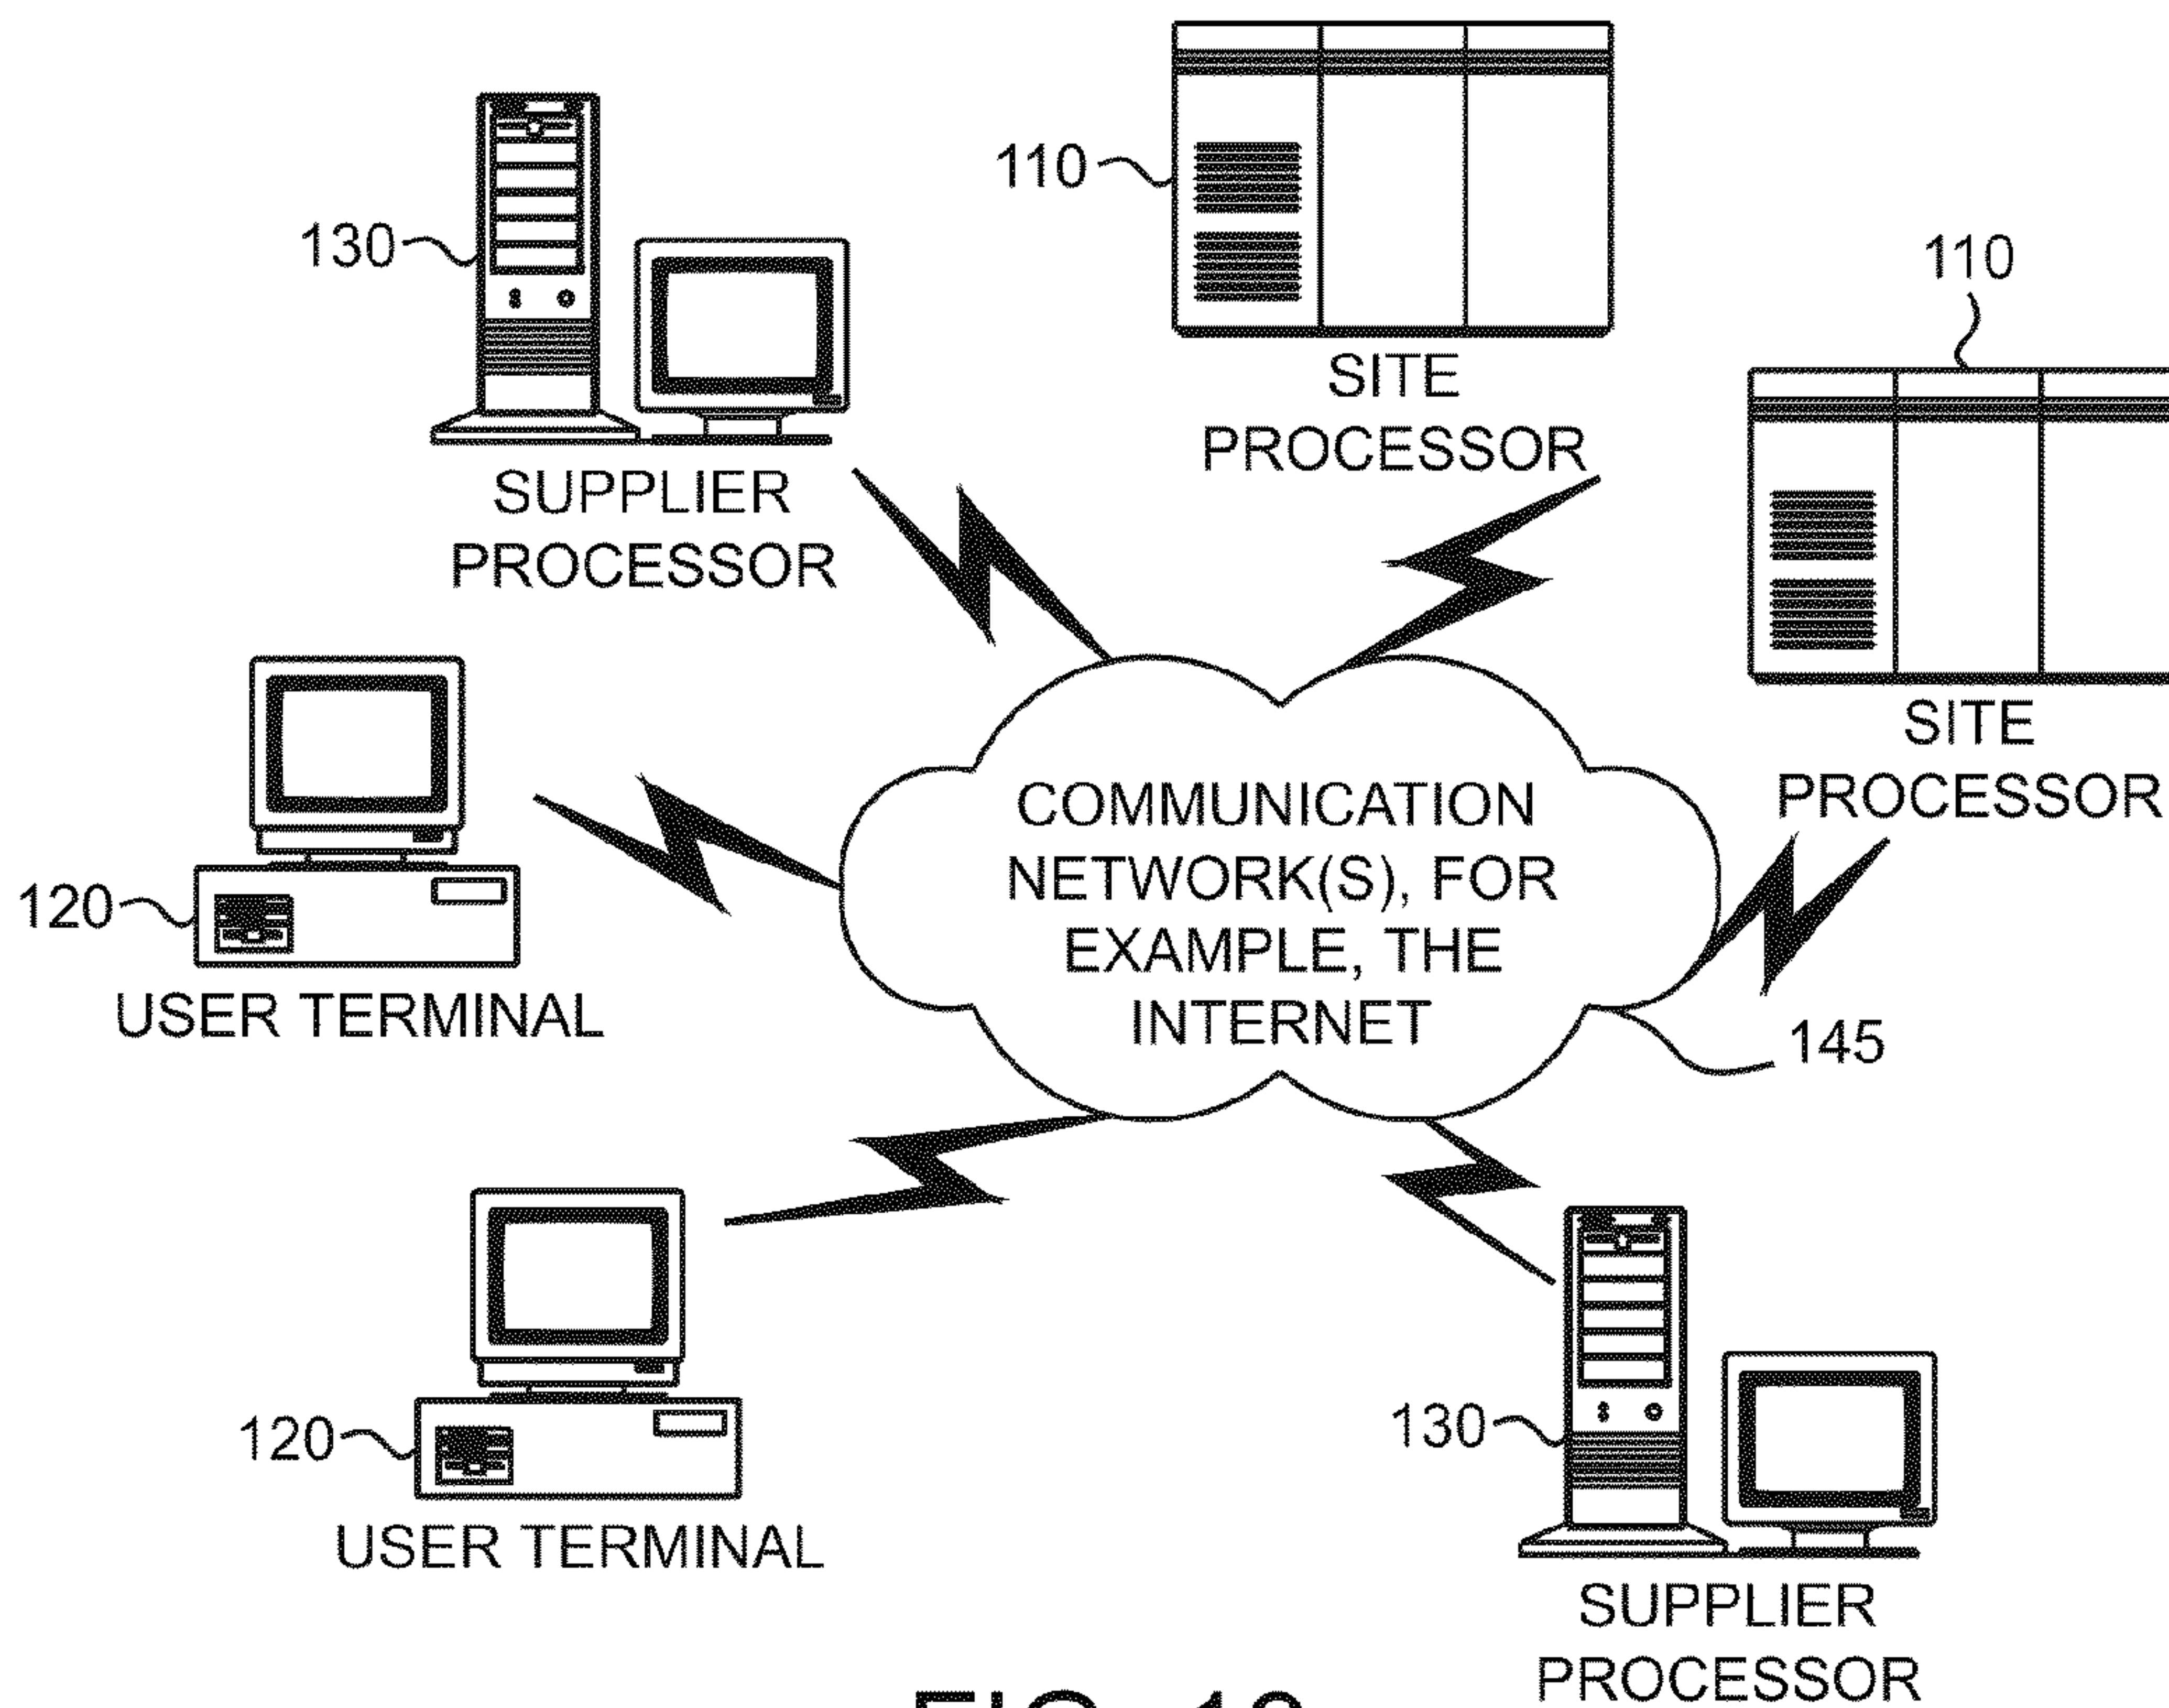 110
130
110
SITE
PROCESSOR
SUPPLIER
PROCESSOR
SITE
PROCESSOR
COMMUNICATION
NETWORK(S), FOR
EXAMPLE, THE
INTERNET
120
USER TERMINAL
145
120
USER TERMINAL
130
SUPPLIER
PROCESSOR